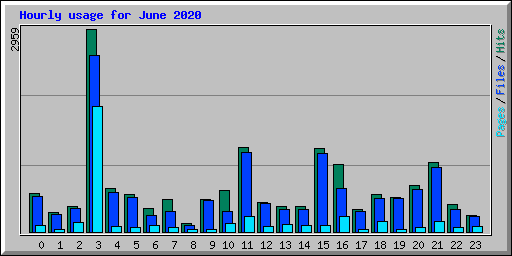 Hourly usage for June 2020
2959
Pages/Files/Hits
0 1 2 3 4 5 6 7 8 9 10 11 12 13 14 15 16 17 18 19 20 21 22 23